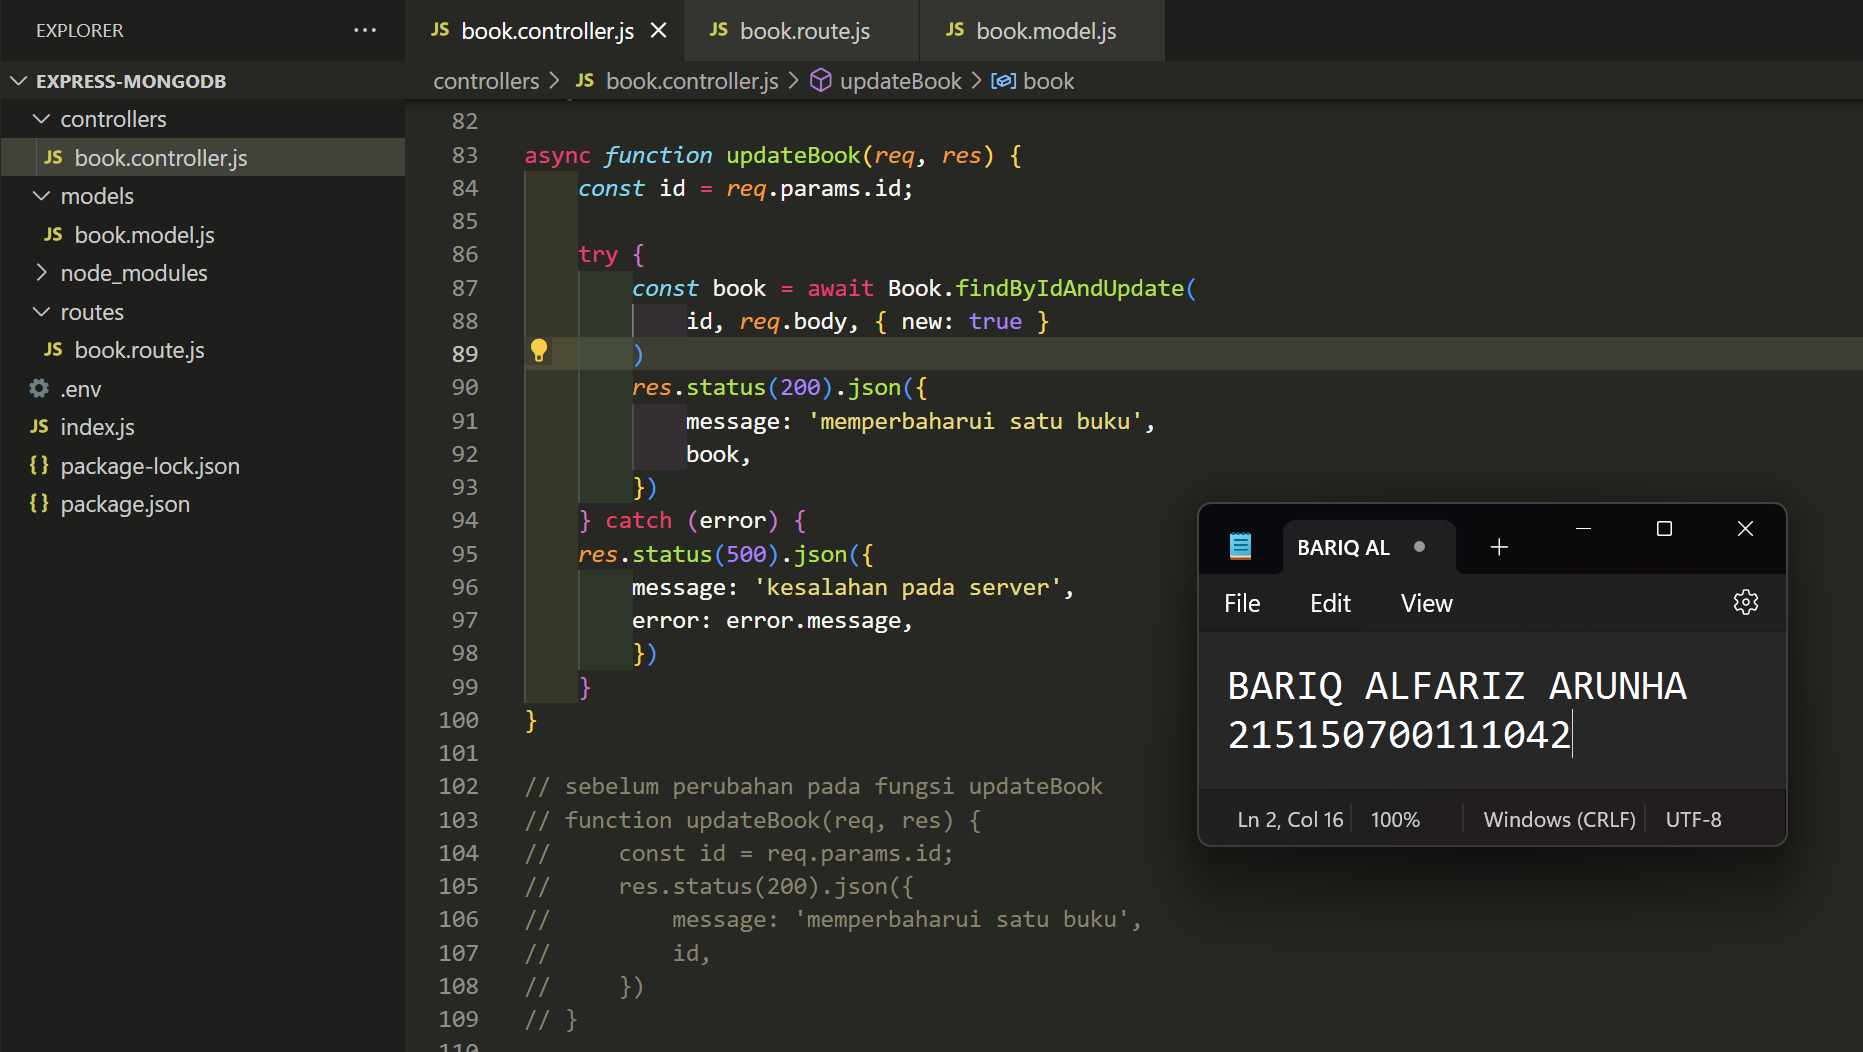 EXPLORER ...
EXPRESS-MONGODB
controllers
JS book.controller.js
models
JS book.model.js
node_modules
routes
JS book.route.js
.env
JS index.js
{} package-lock.json
{} package.json
JS book.controller.js
JS book.route.js
JS book.model.js
controllers > JS book.controller.js > updateBook > book
82
83 async function updateBook(req, res) {
84     const id = req.params.id;
85
86     try {
87         const book = await Book.findByIdAndUpdate(
88             id, req.body, { new: true }
89         )
90         res.status(200).json({
91             message: 'memperbaharui satu buku',
92             book,
93         })
94     } catch (error) {
95     res.status(500).json({
96         message: 'kesalahan pada server',
97         error: error.message,
98         })
99     }
100 }
101
102 // sebelum perubahan pada fungsi updateBook
103 // function updateBook(req, res) {
104 //     const id = req.params.id;
105 //     res.status(200).json({
106 //         message: 'memperbaharui satu buku',
107 //         id,
108 //     })
109 // }
110
BARIQ AL
File Edit View
BARIQ ALFARIZ ARUNHA
215150700111042
Ln 2, Col 16 100% Windows (CRLF) UTF-8